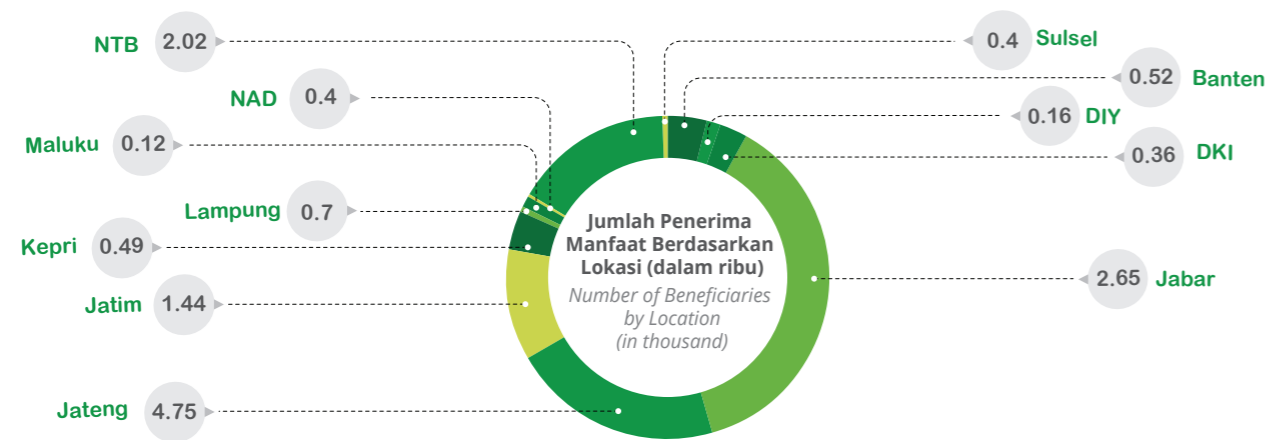 NTB 2.02
NAD 0.4
Maluku 0.12
Lampung 0.7
Kepri 0.49
Jatim 1.44
Jateng 4.75
Jumlah Penerima
Manfaat Berdasarkan
Lokasi (dalam ribu)
Number of Beneficiaries
by Location
(in thousand)
0.4 Sulsel
0.52 Banten
0.16 DIY
0.36 DKI
2.65 Jabar